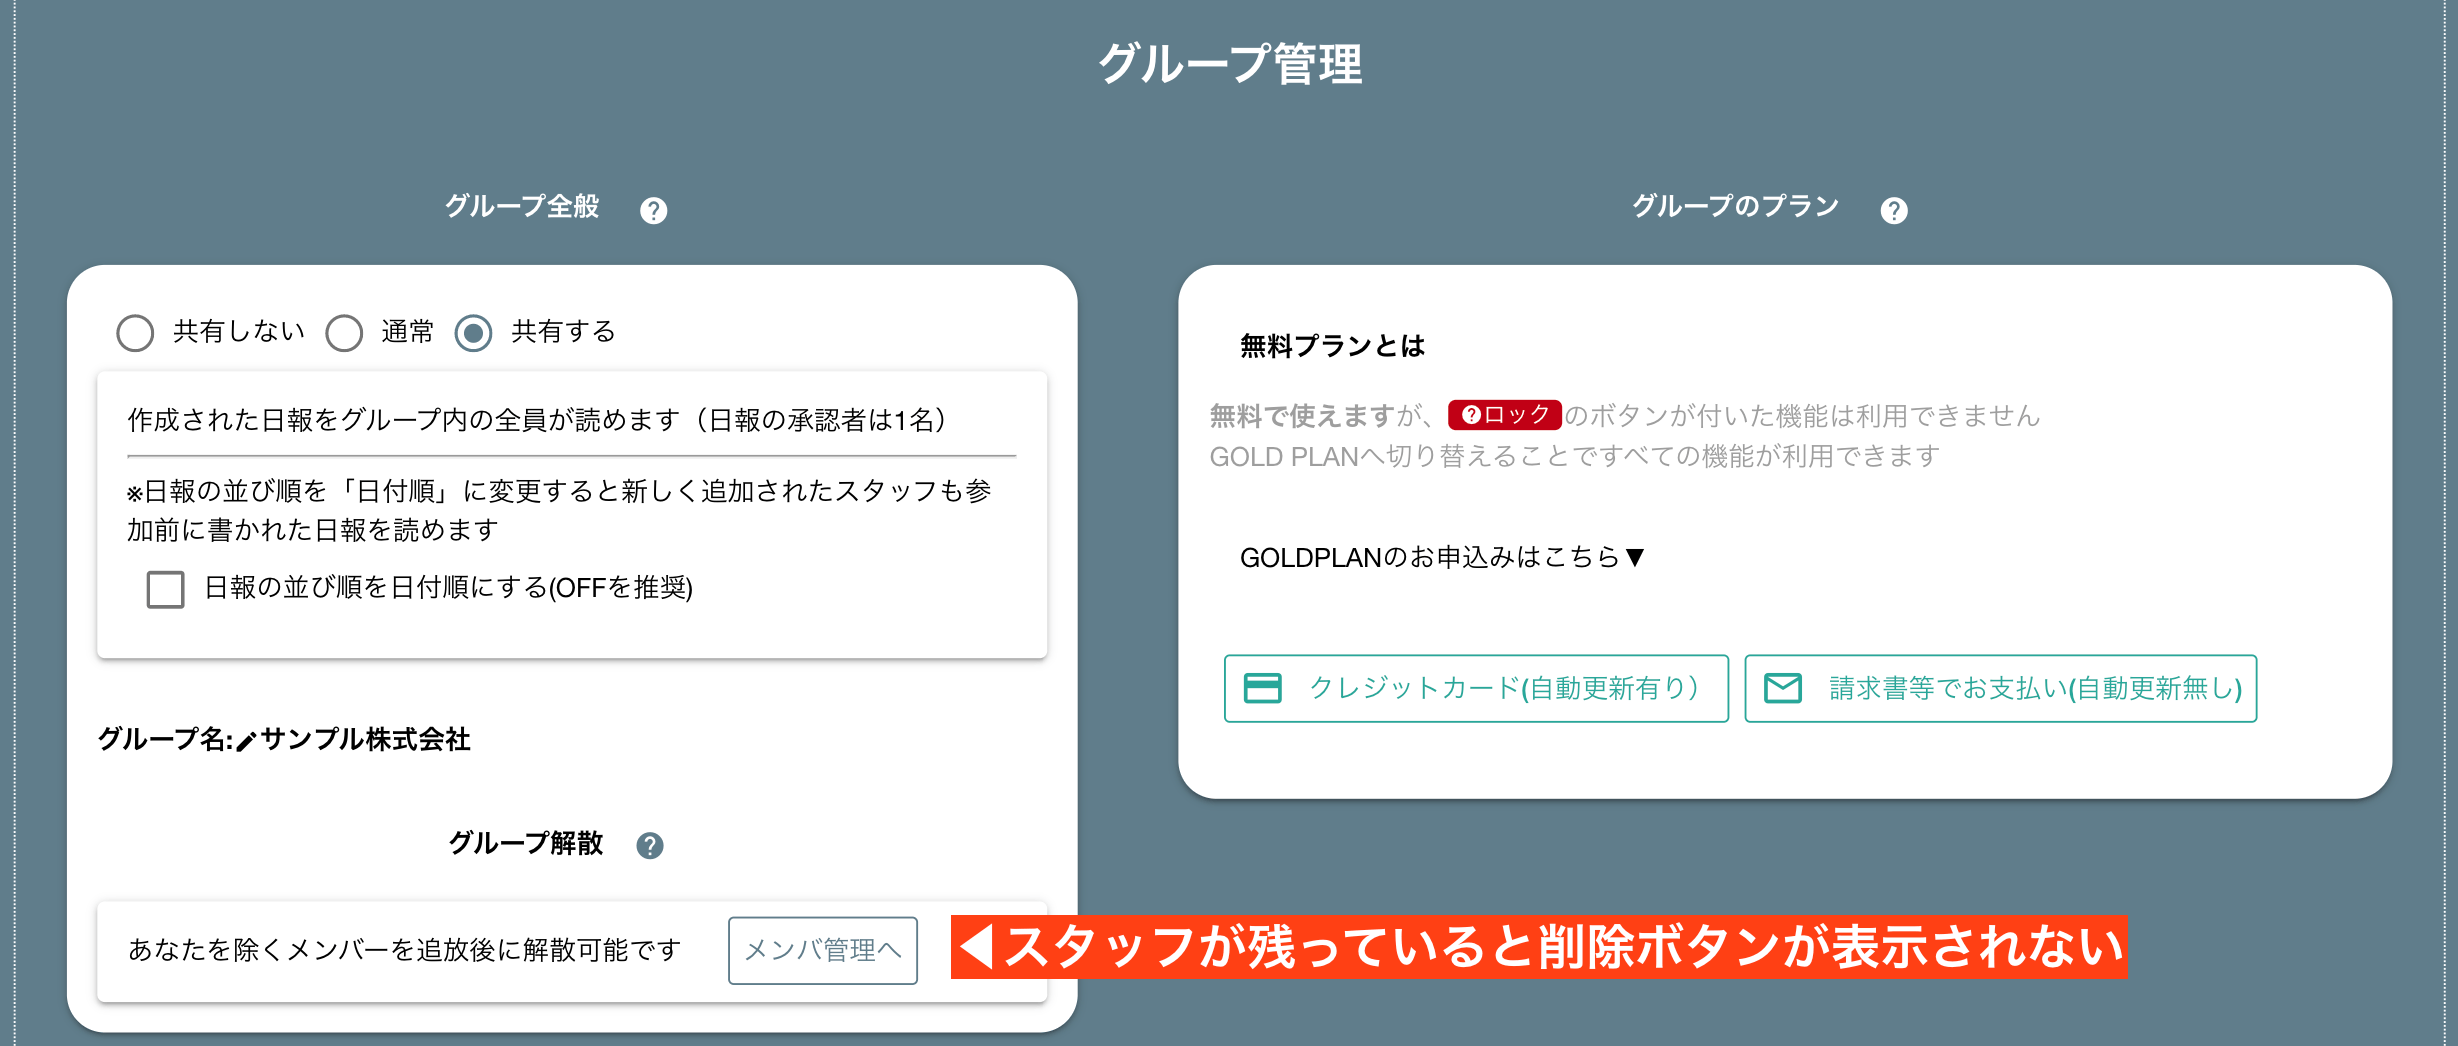 グループ管理
グループ全般
共有しない 通常 共有する
作成された日報をグループ内の全員が読めます（日報の承認者は1名）
※日報の並び順を「日付順」に変更すると新しく追加されたスタッフも参
加前に書かれた日報を読めます
日報の並び順を日付順にする(OFFを推奨)
グループ名:サンプル株式会社
グループ解散
あなたを除くメンバーを追放後に解散可能です メンバ管理へ
◀スタッフが残っていると削除ボタンが表示されない
グループのプラン
無料プランとは
無料で使えますが、ロックのボタンが付いた機能は利用できません
GOLD PLANへ切り替えることですべての機能が利用できます
GOLDPLANのお申込みはこちら▼
クレジットカード(自動更新有り） 請求書等でお支払い(自動更新無し)